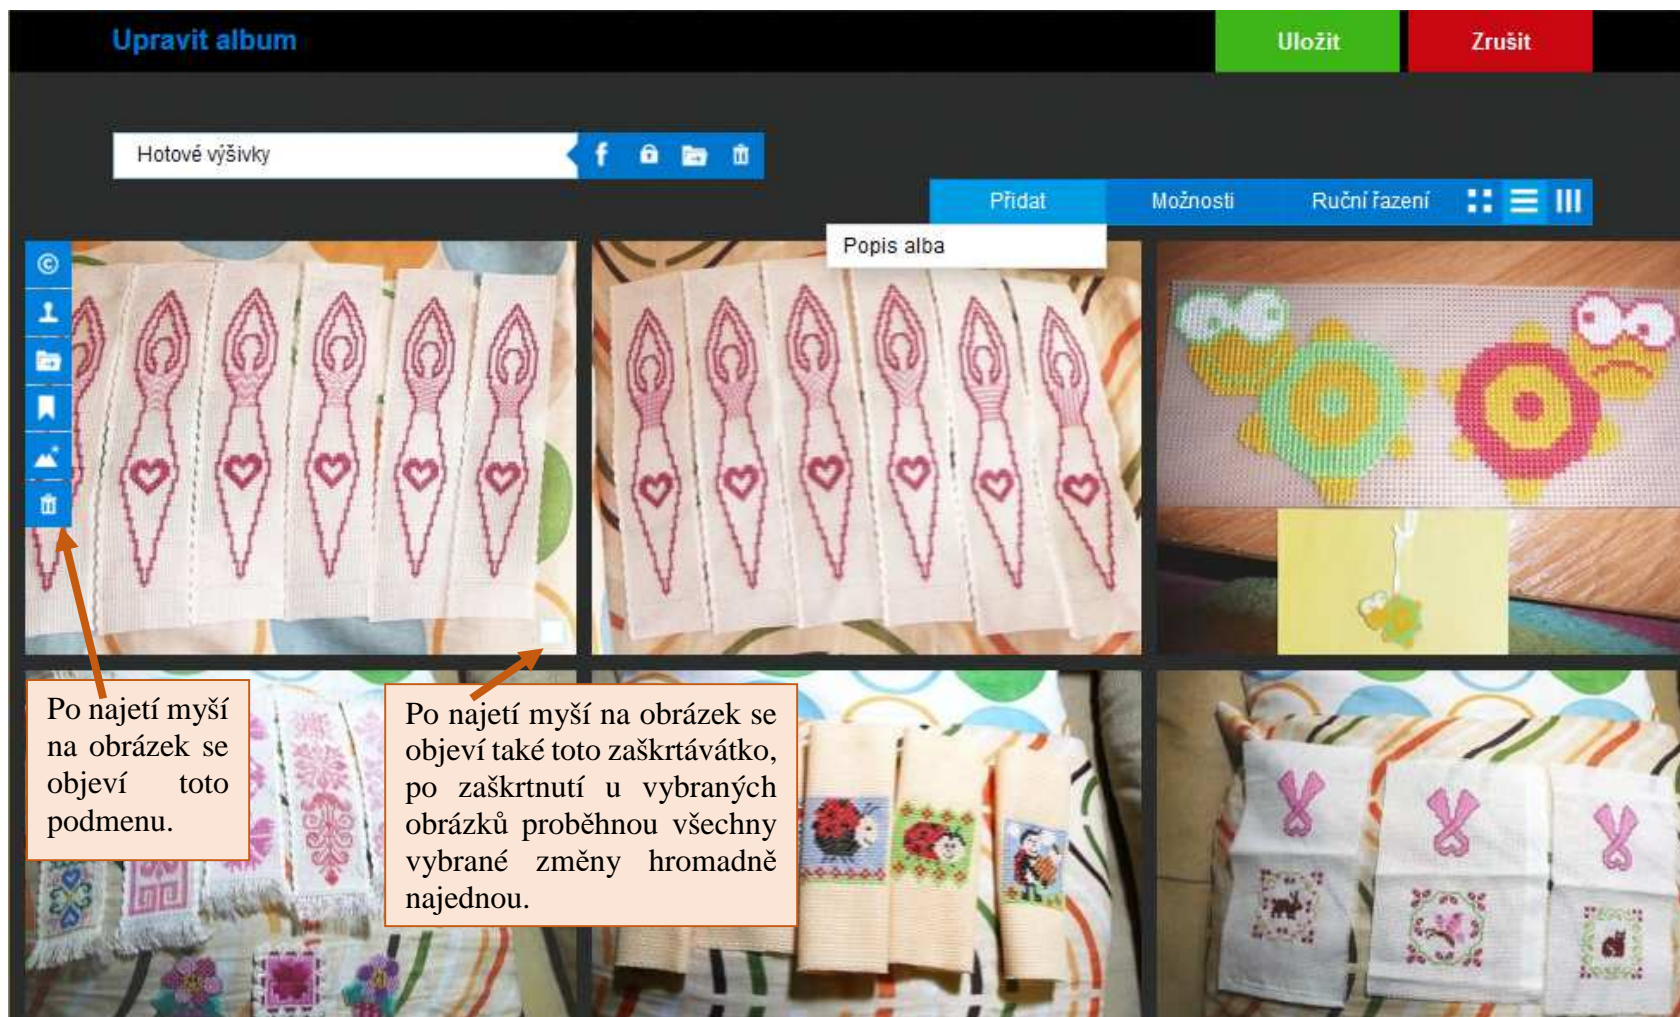 Upravit album
Uložit
Zrušit
Hotové výšivky
Přidat
Možnosti
Ruční řazení
Popis alba
Po najetí myší
na obrázek se
objeví toto
podmenu.
Po najetí myší na obrázek se
objeví také toto zaškrtávátko,
po zaškrtnutí u vybraných
obrázků proběhnou všechny
vybrané změny hromadně
najednou.